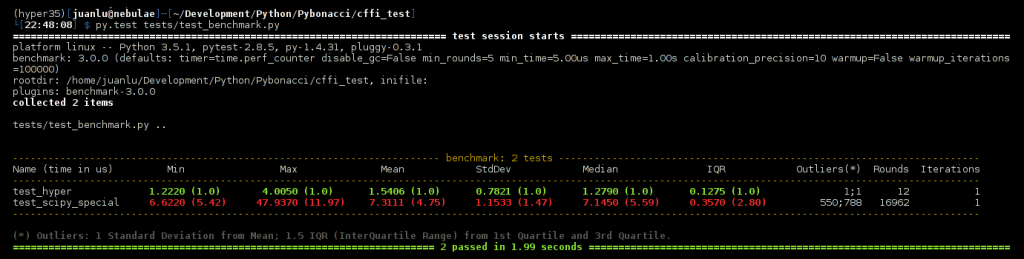 (hyper35)[juanlu@nebulae]-[~/Development/Python/Pybonacci/cffi_test]
└[22:48:08] $ py.test tests/test_benchmark.py
test session starts
platform linux -- Python 3.5.1, pytest-2.8.5, py-1.4.31, pluggy-0.3.1
benchmark: 3.0.0 (defaults: timer=time.perf_counter disable_gc=False min_rounds=5 min_time=5.00us max_time=1.00s calibration_precision=10 warmup=False warmup_iterations
=100000)
rootdir: /home/juanlu/Development/Python/Pybonacci/cffi_test, inifile:
plugins: benchmark-3.0.0
collected 2 items
tests/test_benchmark.py ..
benchmark: 2 tests
Name (time in us) Min Max Mean StdDev Median IQR Outliers(*) Rounds Iterations
test_hyper 1.2220 (1.0) 4.0050 (1.0) 1.5406 (1.0) 0.7821 (1.0) 1.2790 (1.0) 0.1275 (1.0) 1;1 12 1
test_scipy_special 6.6220 (5.42) 47.9370 (11.97) 7.3111 (4.75) 1.1533 (1.47) 7.1450 (5.59) 0.3570 (2.80) 550;788 16962 1
(*) Outliers: 1 Standard Deviation from Mean; 1.5 IQR (InterQuartile Range) from 1st Quartile and 3rd Quartile.
2 passed in 1.99 seconds